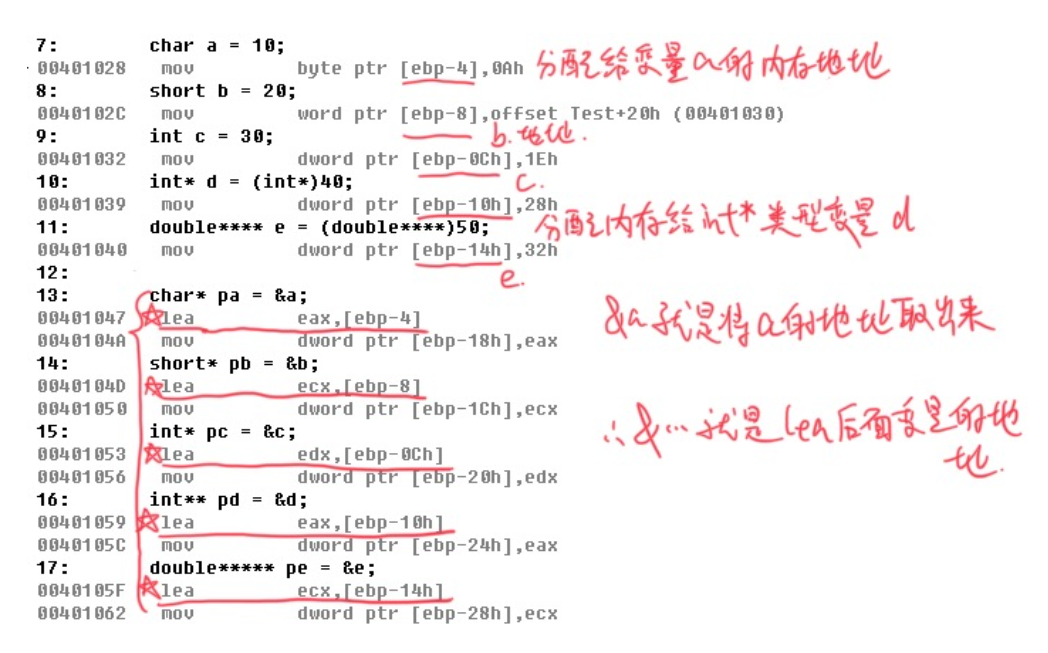 7: char a = 10;
00401028 mov byte ptr [ebp-4],0Ah 分配给变量a的内存地址
8: short b = 20;
0040102C mov word ptr [ebp-8],offset Test+20h (00401030)
9: int c = 30; b.地址.
00401032 mov dword ptr [ebp-0Ch],1Eh
10: int* d = (int*)40; c.
00401039 mov dword ptr [ebp-10h],28h
11: double**** e = (double****)50; 分配内存给int*类型变量d
00401040 mov dword ptr [ebp-14h],32h
12: e.
13: char* pa = &a;
00401047 lea eax,[ebp-4] &a就是将a的地址取出来
0040104A mov dword ptr [ebp-18h],eax
14: short* pb = &b;
0040104D lea ecx,[ebp-8]
00401050 mov dword ptr [ebp-1Ch],ecx
15: int* pc = &c; ∴&…就是lea后面变量的地
00401053 lea edx,[ebp-0Ch] 址.
00401056 mov dword ptr [ebp-20h],edx
16: int** pd = &d;
00401059 lea eax,[ebp-10h]
0040105C mov dword ptr [ebp-24h],eax
17: double***** pe = &e;
0040105F lea ecx,[ebp-14h]
00401062 mov dword ptr [ebp-28h],ecx